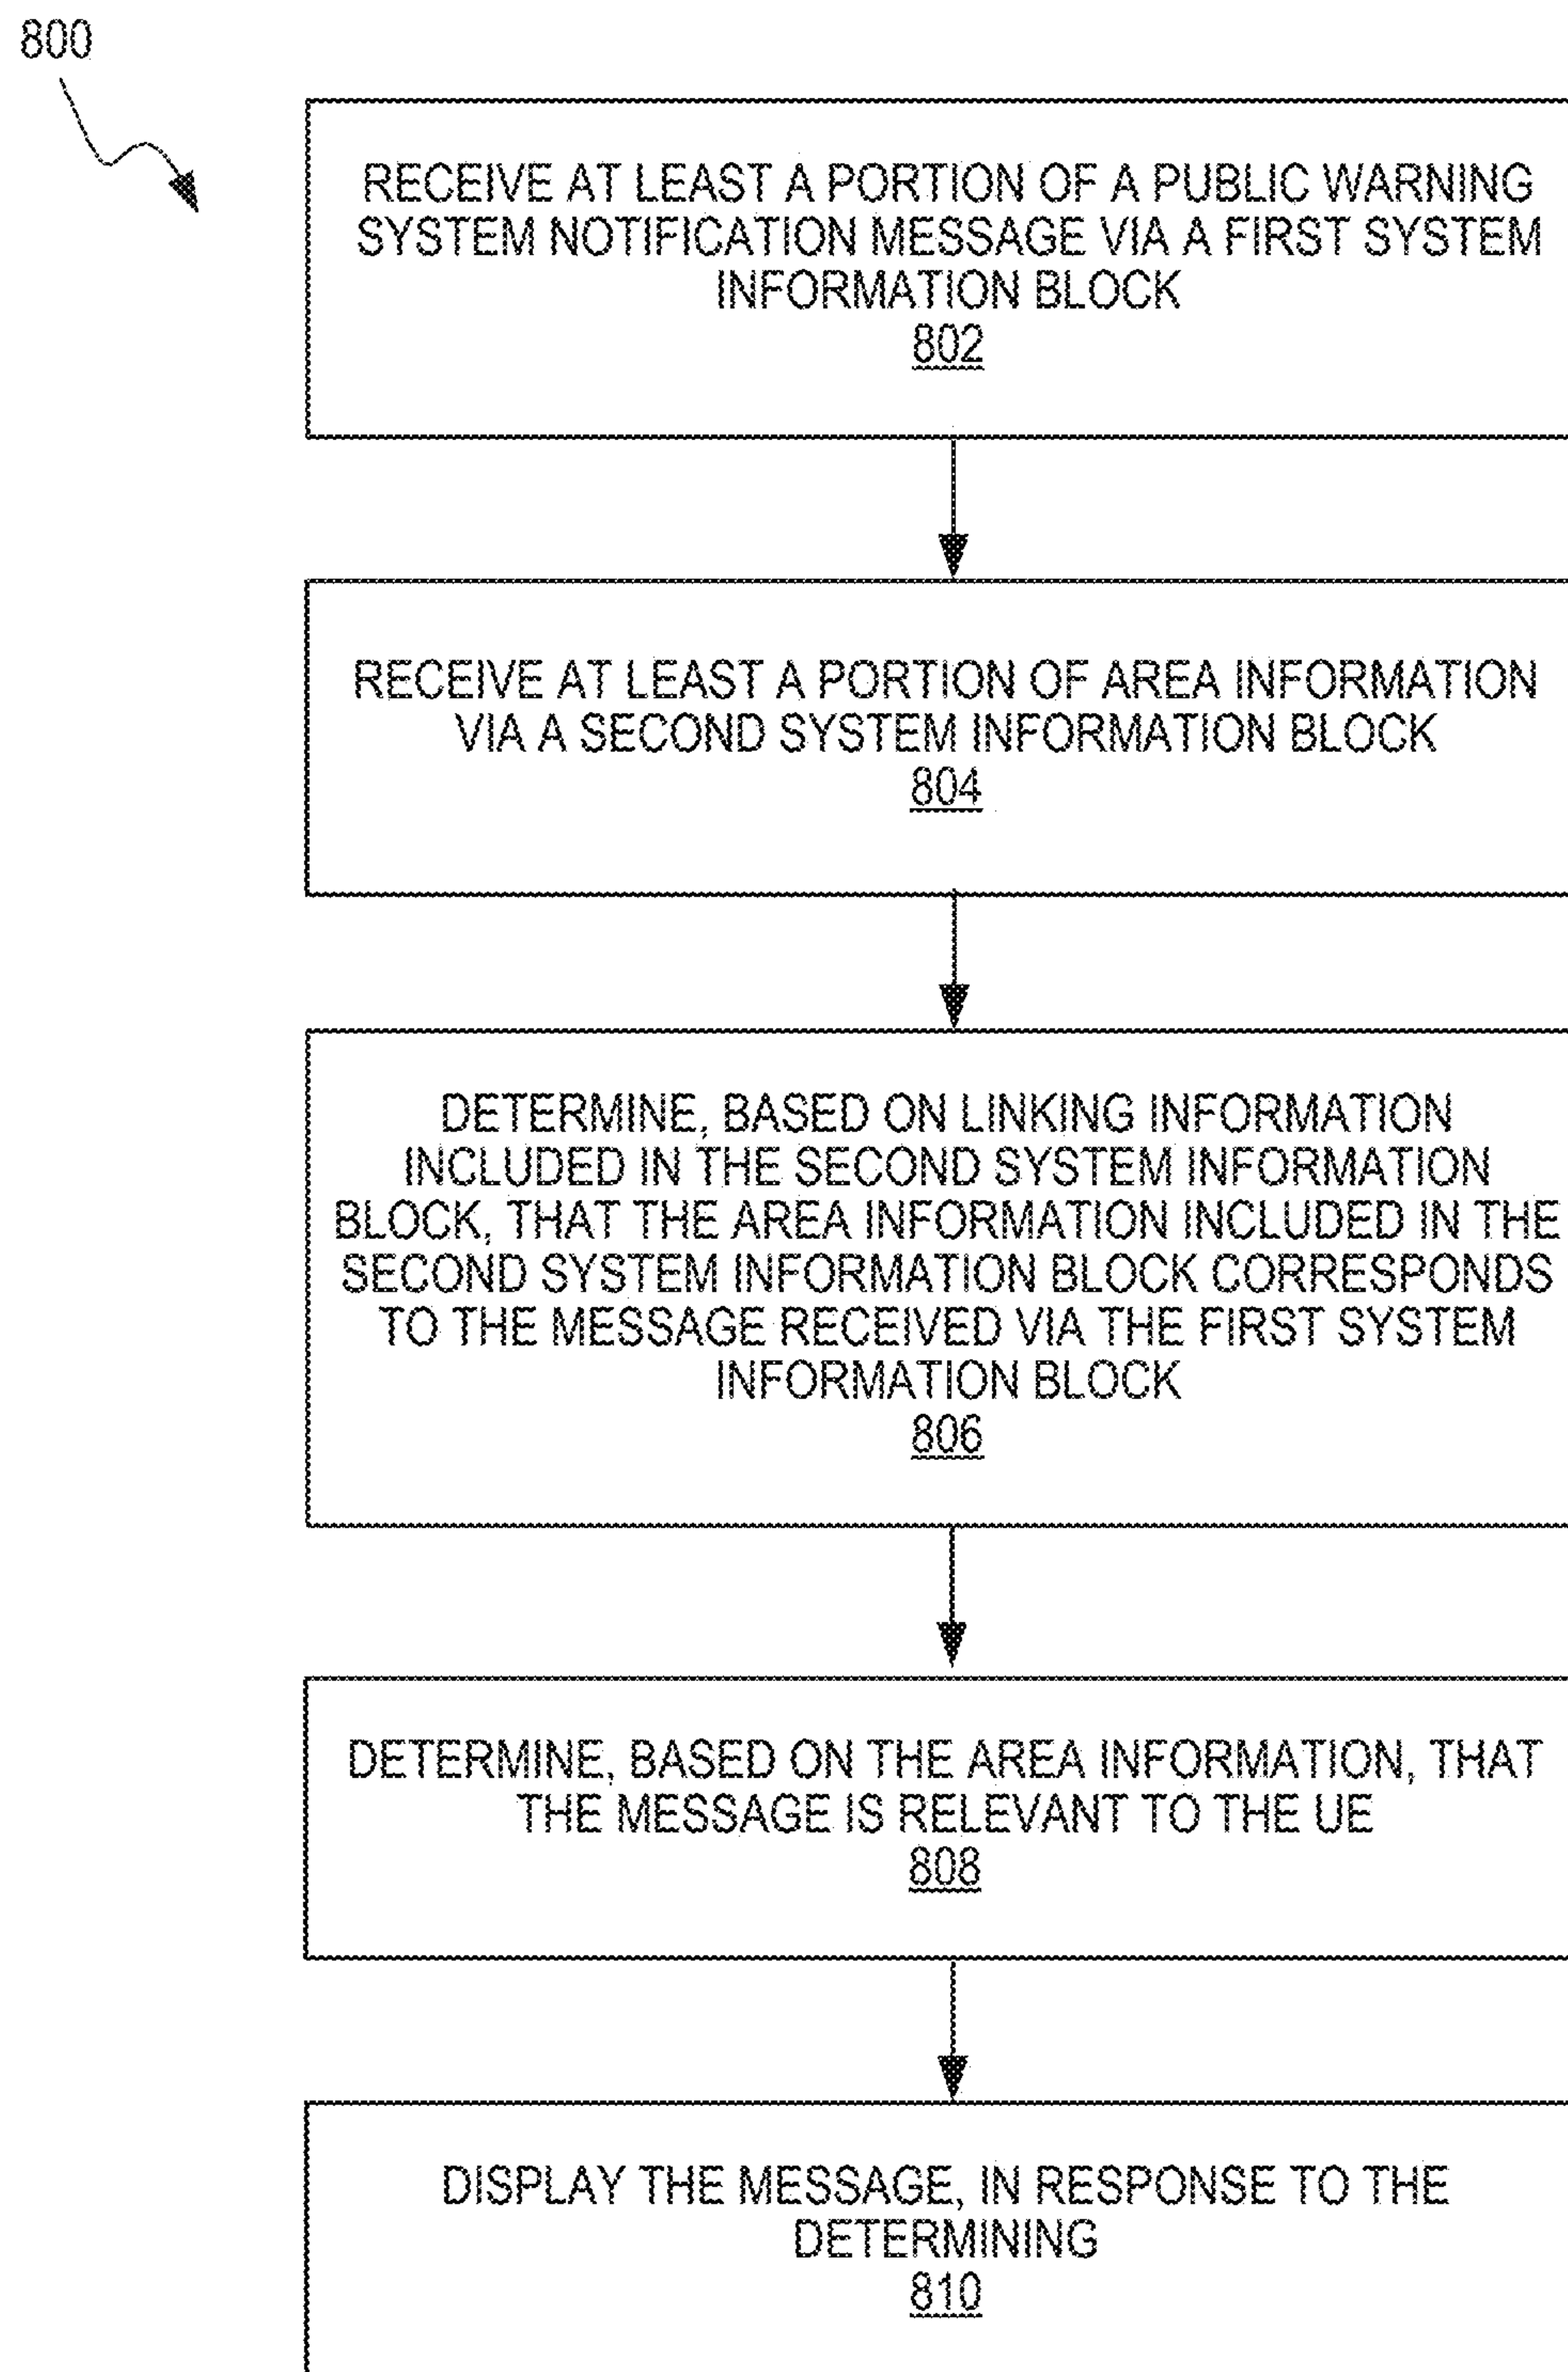 800
RECEIVE AT LEAST A PORTION OF A PUBLIC WARNING
SYSTEM NOTIFICATION MESSAGE VIA A FIRST SYSTEM
INFORMATION BLOCK
802
RECEIVE AT LEAST A PORTION OF AREA INFORMATION
VIA A SECOND SYSTEM INFORMATION BLOCK
804
DETERMINE, BASED ON LINKING INFORMATION
INCLUDED IN THE SECOND SYSTEM INFORMATION
BLOCK, THAT THE AREA INFORMATION INCLUDED IN THE
SECOND SYSTEM INFORMATION BLOCK CORRESPONDS
TO THE MESSAGE RECEIVED VIA THE FIRST SYSTEM
INFORMATION BLOCK
806
DETERMINE, BASED ON THE AREA INFORMATION, THAT
THE MESSAGE IS RELEVANT TO THE UE
808
DISPLAY THE MESSAGE, IN RESPONSE TO THE
DETERMINING
810